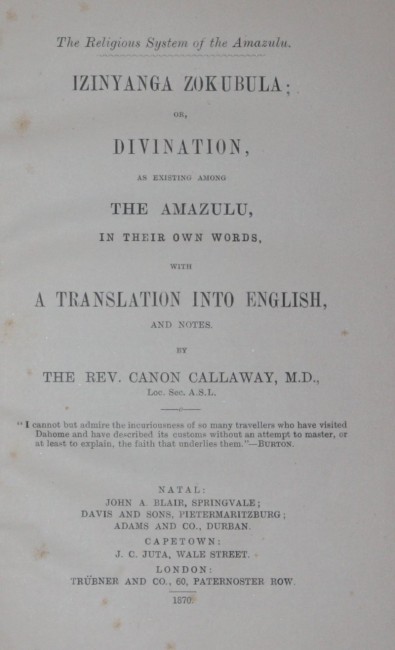 The Religious System of the Amazulu.
IZINYANGA ZOKUBULA;
OR,
DIVINATION,
AS EXISTING AMONG
THE AMAZULU,
IN THEIR OWN WORDS,
WITH
A TRANSLATION INTO ENGLISH,
AND NOTES.
BY
THE REV. CANON CALLAWAY, M.D.,
Loc. Sec. A.S.L.
"I cannot but admire the incuriousness of so many travellers who have visited
Dahome and have described its customs without an attempt to master, or
at least to explain, the faith that underlies them."—BURTON.
NATAL:
JOHN A. BLAIR, SPRINGVALE;
DAVIS AND SONS, PIETERMARITZBURG;
ADAMS AND CO., DURBAN.
CAPETOWN:
J. C. JUTA, WALE STREET.
LONDON:
TRÜBNER AND CO., 60, PATERNOSTER ROW.
1870.